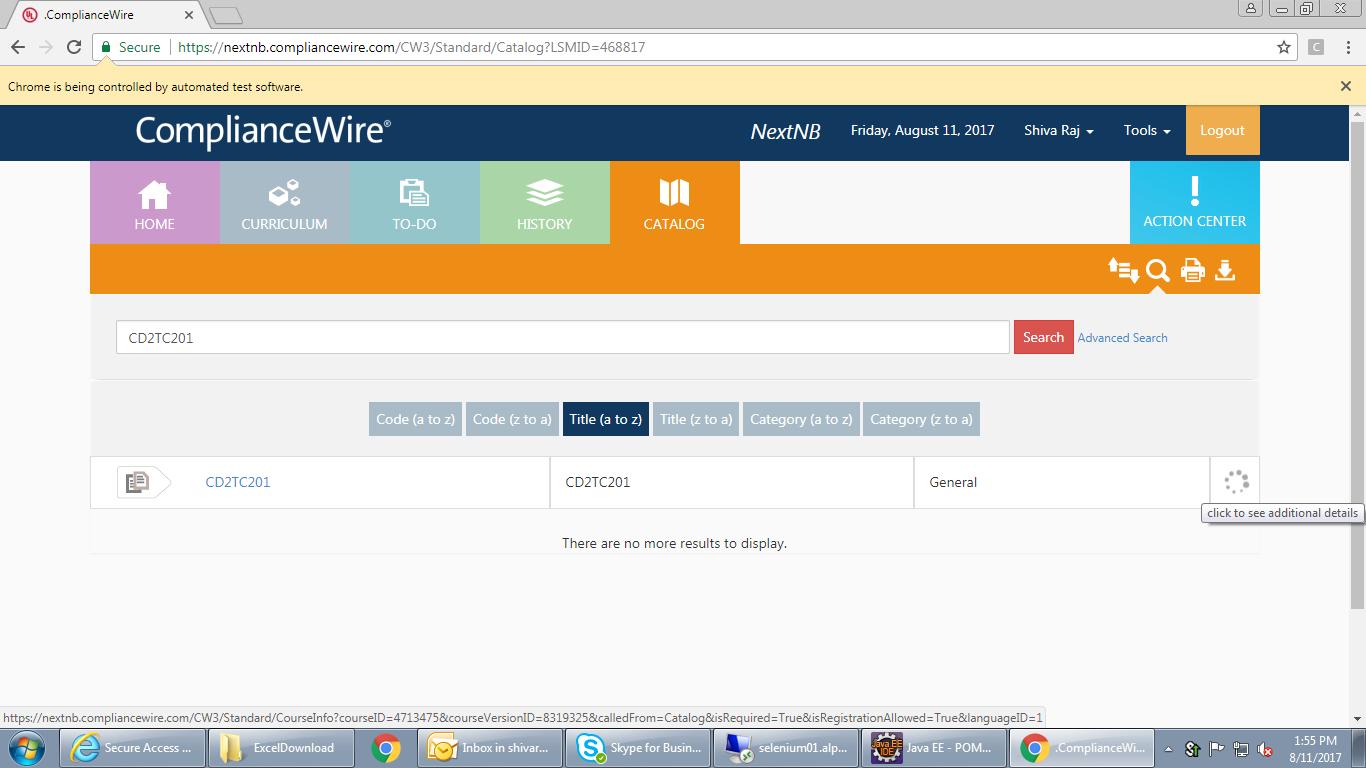 .ComplianceWire
Secure https://nextnb.compliancewire.com/CW3/Standard/Catalog?LSMID=468817
C
Chrome is being controlled by automated test software.
ComplianceWire®
NextNB Friday, August 11, 2017 Shiva Raj Tools Logout
HOME CURRICULUM TO-DO HISTORY CATALOG ACTION CENTER
CD2TC201 Search Advanced Search
Code (a to z) Code (z to a) Title (a to z) Title (z to a) Category (a to z) Category (z to a)
CD2TC201 CD2TC201 General
click to see additional details
There are no more results to display.
https://nextnb.compliancewire.com/CW3/Standard/CourseInfo?courseID=4713475&courseVersionID=8319325&calledFrom=Catalog&isRequired=True&isRegistrationAllowed=True&languageID=1
Secure Access ... ExcelDownload Inbox in shivar... Skype for Busin... selenium01.alp... Java EE - POM... .ComplianceWi... 1:55 PM
8/11/2017